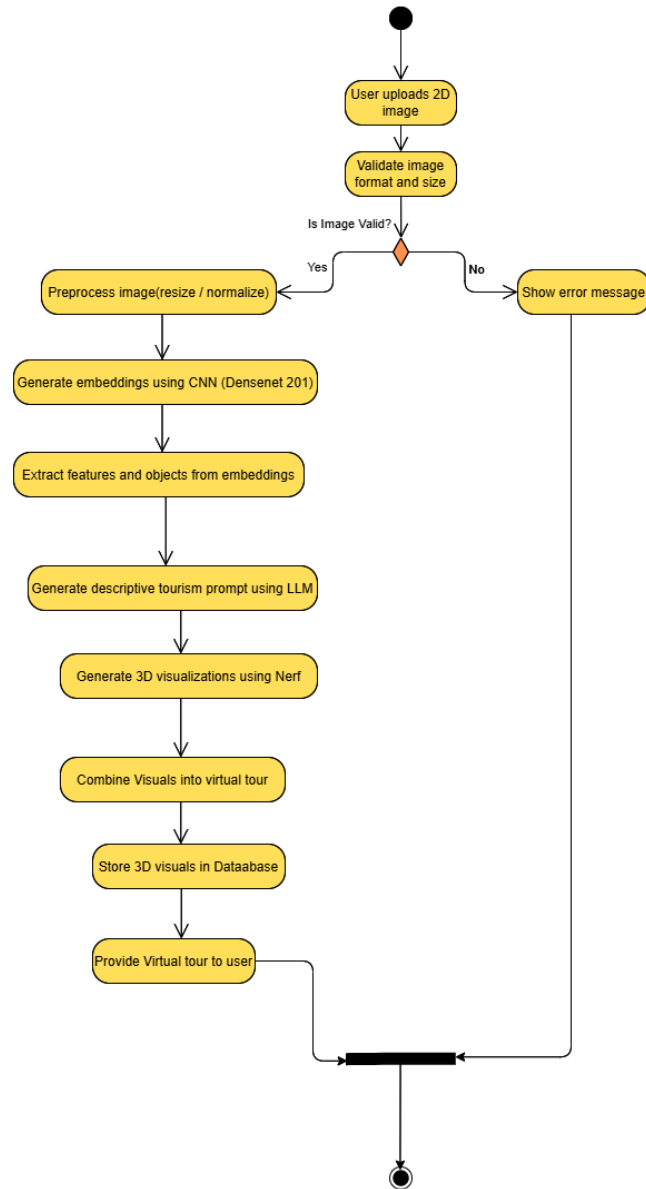 User uploads 2D
image
Validate image
format and size
Is Image Valid?
Yes
No
Preprocess image(resize / normalize)
Show error message
Generate embeddings using CNN (Densenet 201)
Extract features and objects from embeddings
Generate descriptive tourism prompt using LLM
Generate 3D visualizations using Nerf
Combine Visuals into virtual tour
Store 3D visuals in Dataabase
Provide Virtual tour to user